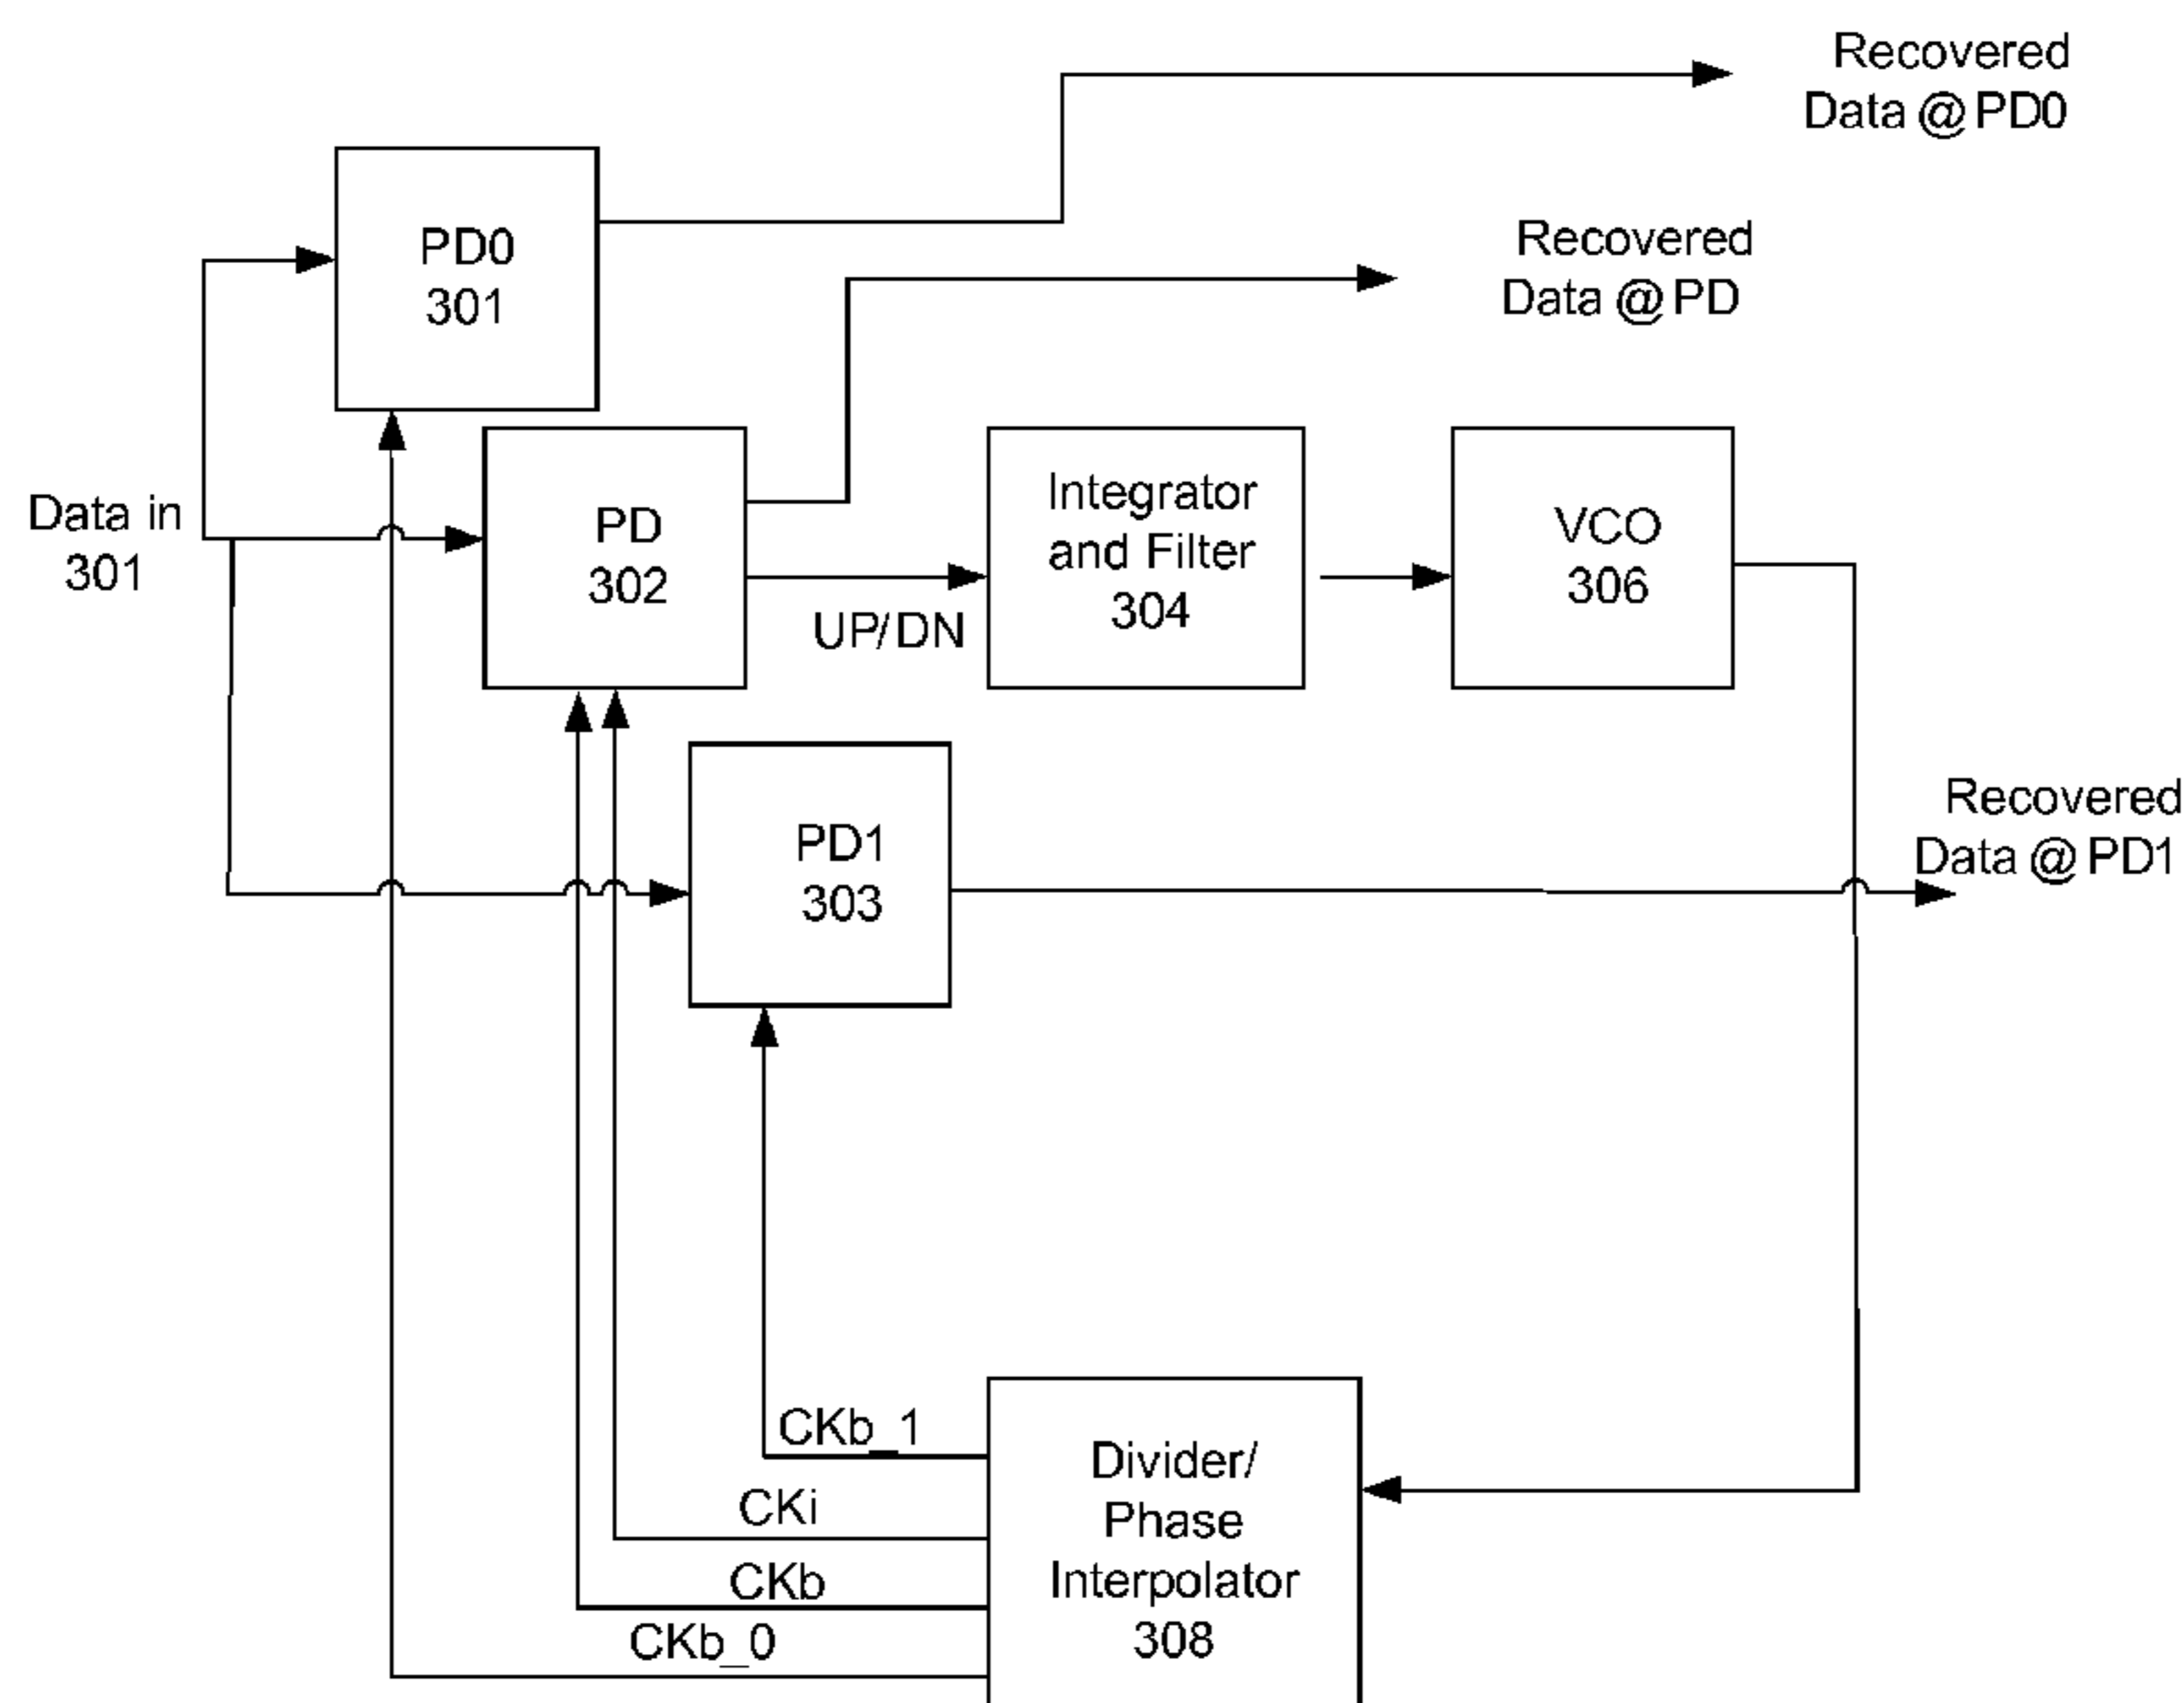 Recovered
Data @ PD0
PD0
301
Recovered
Data @ PD
Data in
301
PD
302
UP/DN
Integrator
and Filter
304
VCO
306
PD1
303
Recovered
Data @ PD1
CKb_1
CKi
CKb
CKb_0
Divider/
Phase
Interpolator
308